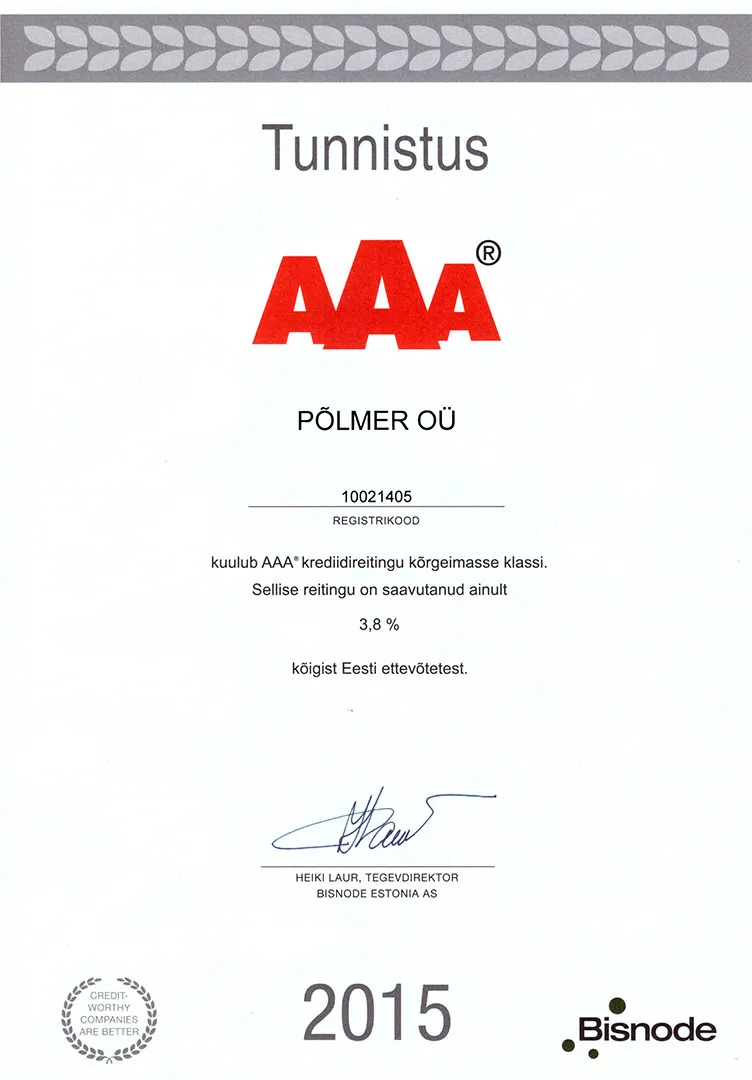 Tunnistus
AAA®
PÕLMER OÜ
10021405
REGISTRIKOOD
kuulub AAA® krediidireitingu kõrgeimasse klassi.
Sellise reitingu on saavutanud ainult
3,8 %
kõigist Eesti ettevõtetest.
HEIKI LAUR, TEGEVDIREKTOR
BISNODE ESTONIA AS
CREDIT-
WORTHY
COMPANIES
ARE BETTER
2015
Bisnode